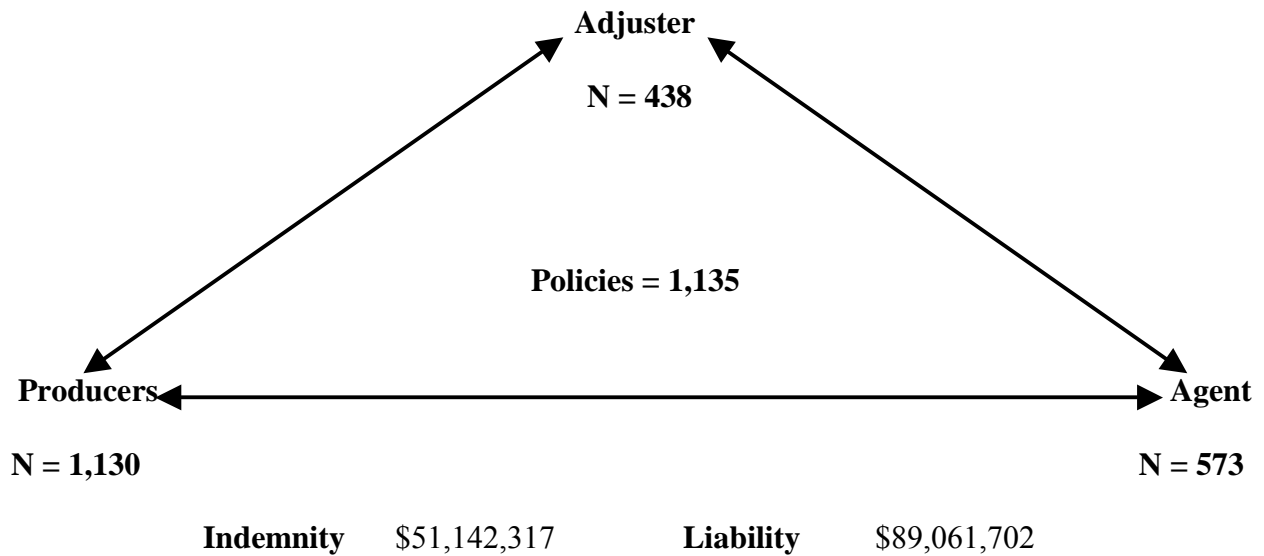 Adjuster
N = 438
Policies = 1,135
Producers Agent
N = 1,130 N = 573
Indemnity $51,142,317 Liability $89,061,702